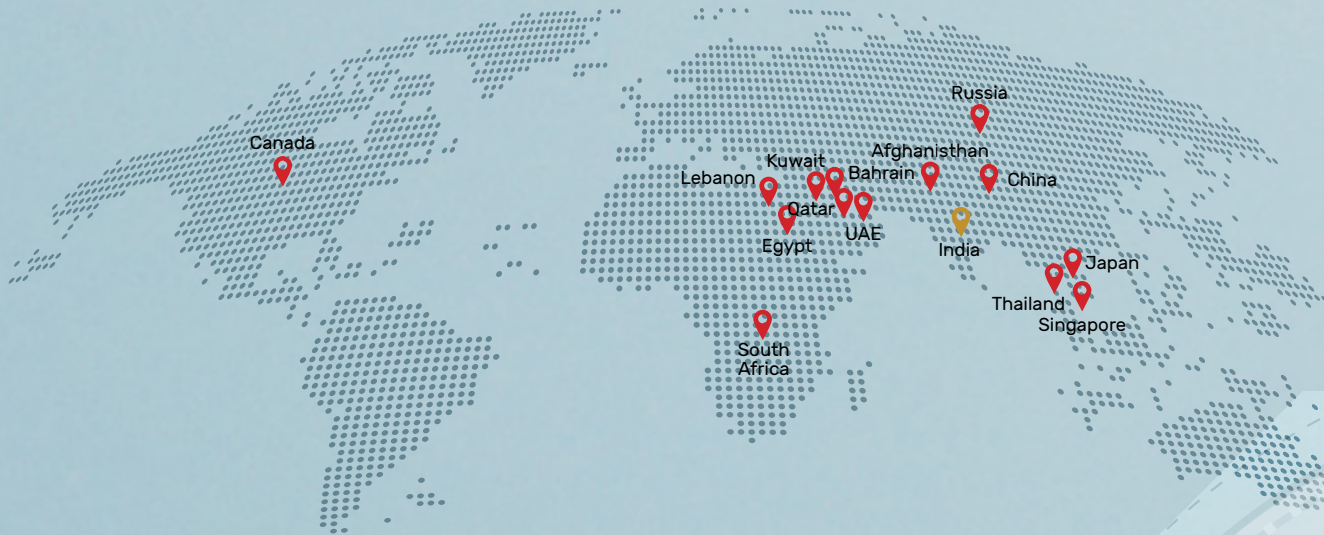 Russia
Canada
Afghanisthan
Kuwait
Bahrain
Lebanon
China
Qatar
UAE
Egypt
India
Japan
Thailand
Singapore
South
Africa